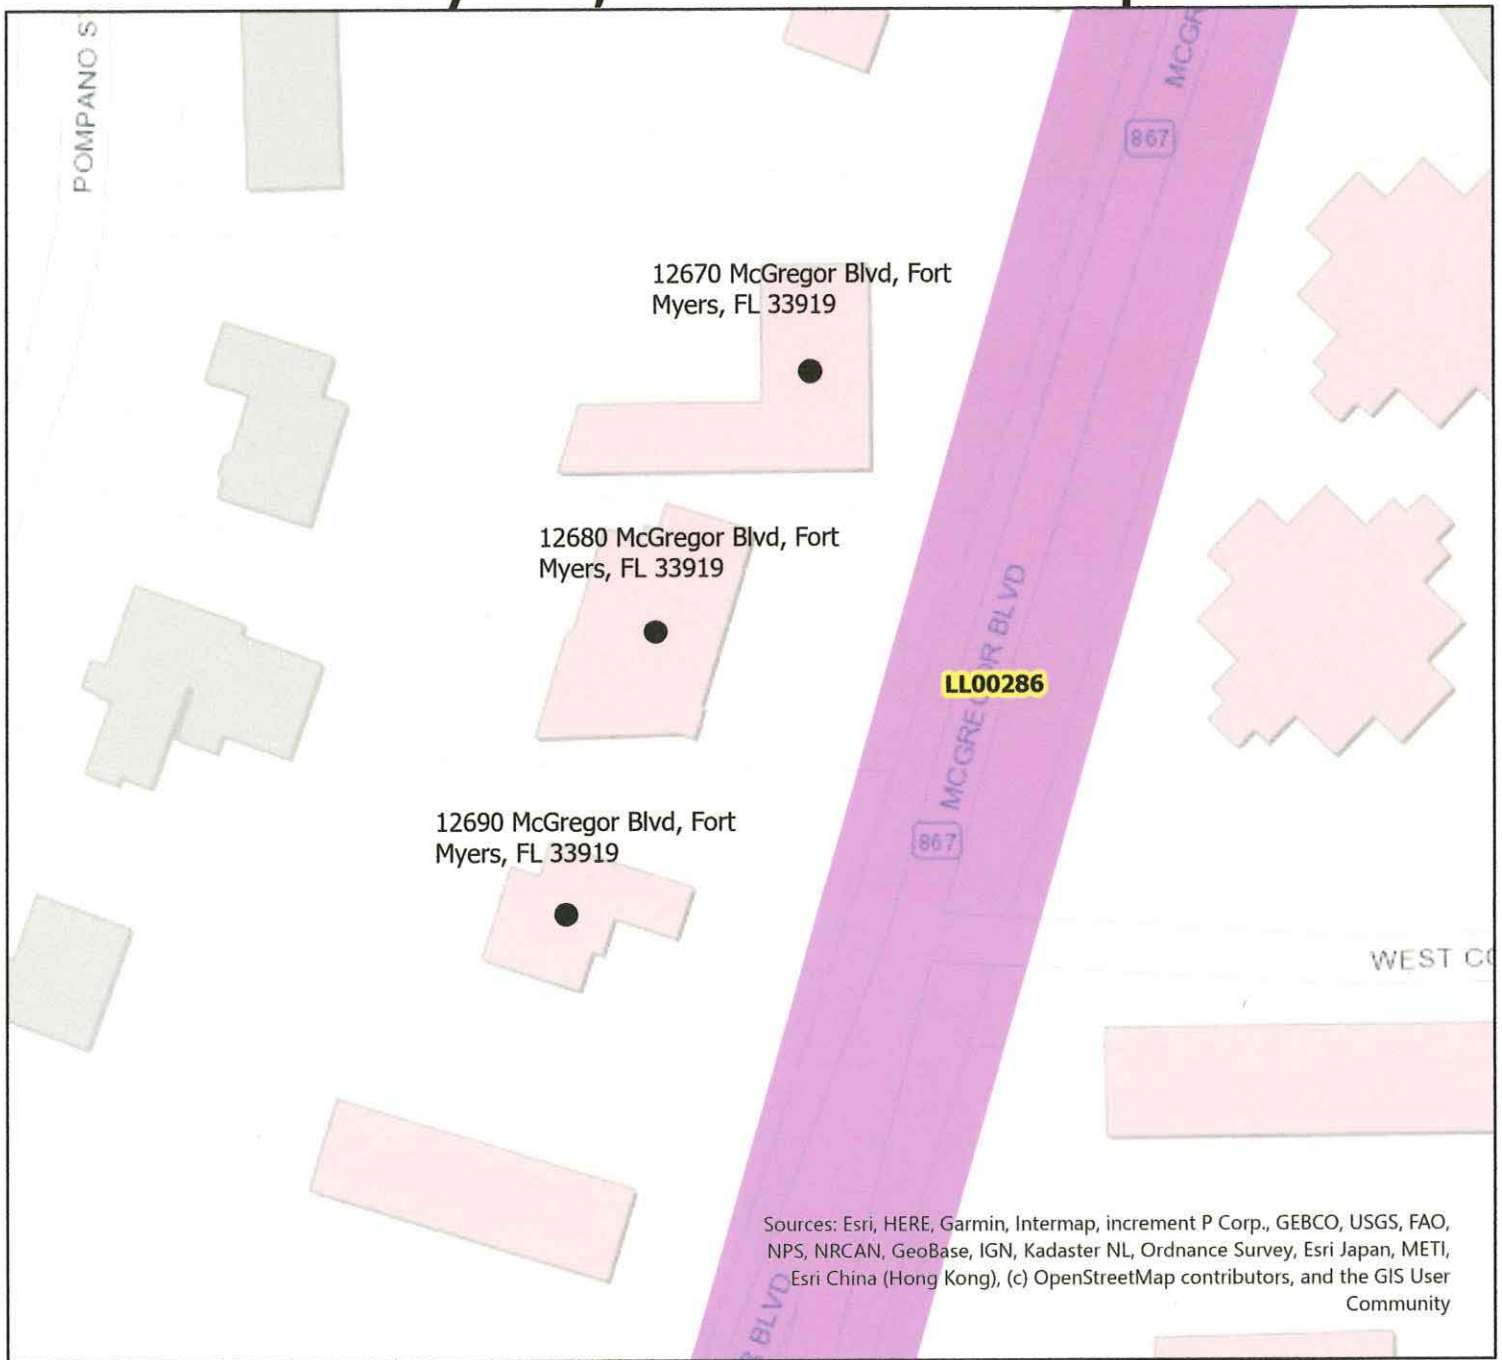 POMPANO S
MCGR
867
12670 McGregor Blvd, Fort
Myers, FL 33919
12680 McGregor Blvd, Fort
Myers, FL 33919
MCGREGOR BLVD
LL00286
12690 McGregor Blvd, Fort
Myers, FL 33919
867
WEST CO
Sources: Esri, HERE, Garmin, Intermap, increment P Corp., GEBCO, USGS, FAO,
NPS, NRCAN, GeoBase, IGN, Kadaster NL, Ordnance Survey, Esri Japan, METI,
Esri China (Hong Kong), (c) OpenStreetMap contributors, and the GIS User
Community
BLVD